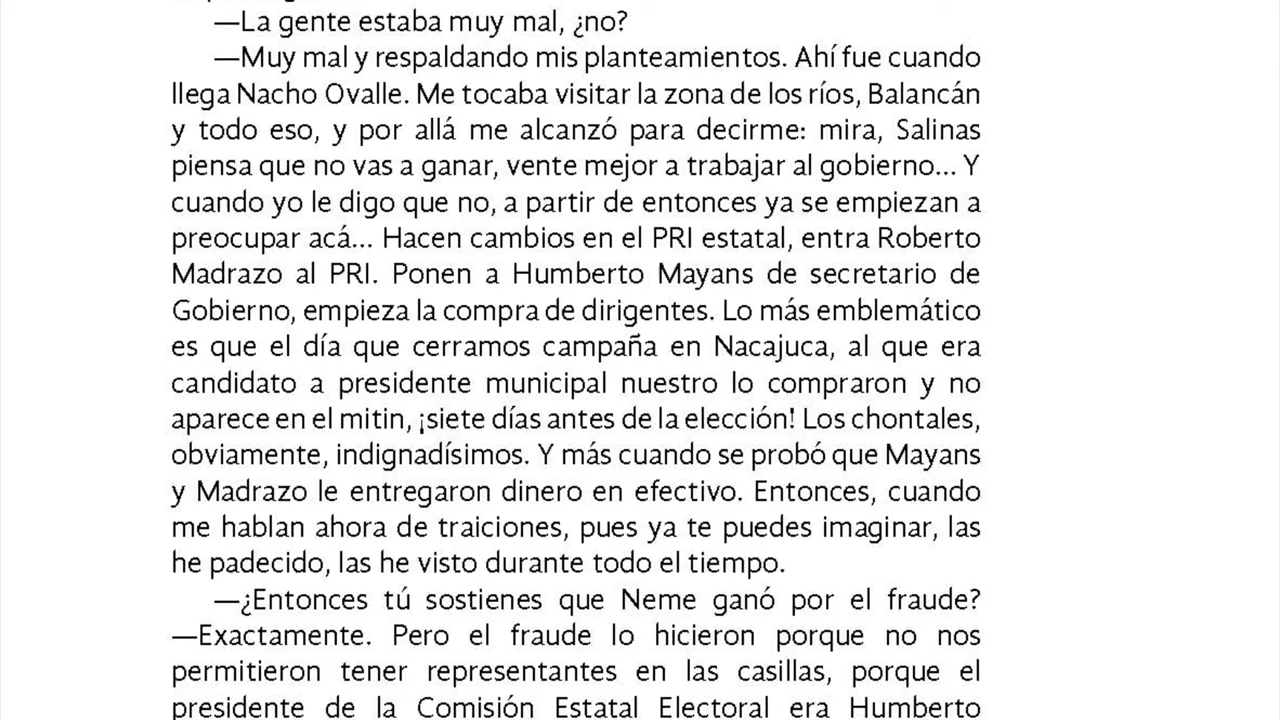 —La gente estaba muy mal, ¿no?
—Muy mal y respaldando mis planteamientos. Ahí fue cuando
llega Nacho Ovalle. Me tocaba visitar la zona de los ríos, Balancán
y todo eso, y por allá me alcanzó para decirme: mira, Salinas
piensa que no vas a ganar, vente mejor a trabajar al gobierno... Y
cuando yo le digo que no, a partir de entonces ya se empiezan a
preocupar acá... Hacen cambios en el PRI estatal, entra Roberto
Madrazo al PRI. Ponen a Humberto Mayans de secretario de
Gobierno, empieza la compra de dirigentes. Lo más emblemático
es que el día que cerramos campaña en Nacajuca, al que era
candidato a presidente municipal nuestro lo compraron y no
aparece en el mitin, ¡siete días antes de la elección! Los chontales,
obviamente, indignadísimos. Y más cuando se probó que Mayans
y Madrazo le entregaron dinero en efectivo. Entonces, cuando
me hablan ahora de traiciones, pues ya te puedes imaginar, las
he padecido, las he visto durante todo el tiempo.
—¿Entonces tú sostienes que Neme ganó por el fraude?
—Exactamente. Pero el fraude lo hicieron porque no nos
permitieron tener representantes en las casillas, porque el
presidente de la Comisión Estatal Electoral era Humberto